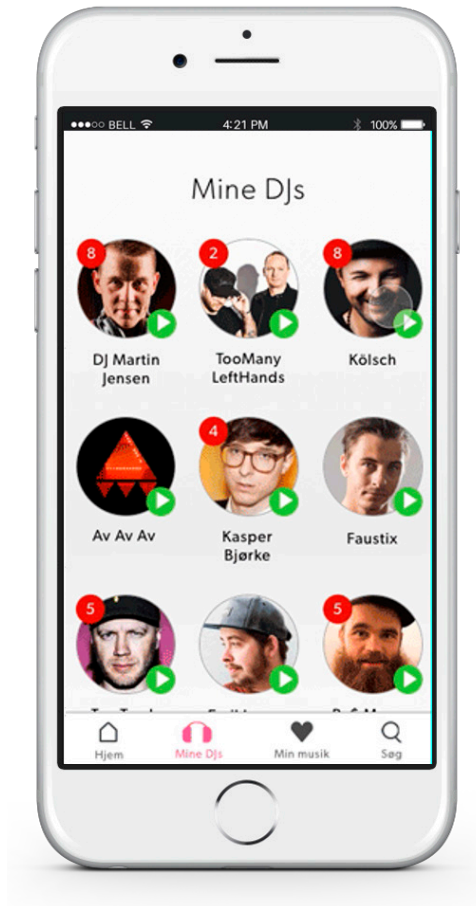 BELL 4:21 PM 100%
Mine DJs
8 2 8
DJ Martin TooMany Kölsch
Jensen LeftHands
4
Av Av Av Kasper Faustix
Bjørke
5 5
Hjem Mine DJs Min musik Søg